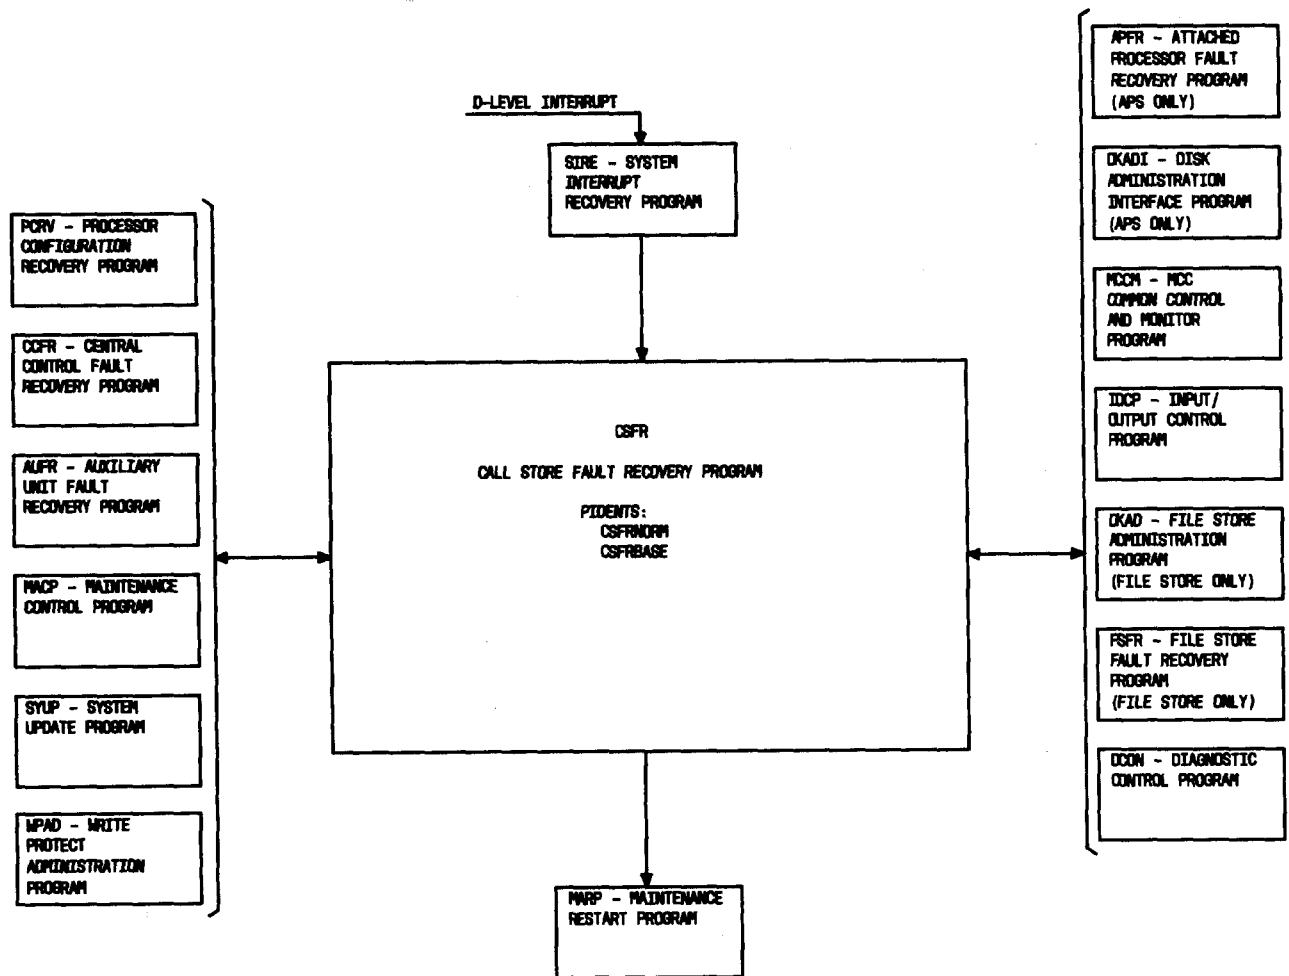 D-LEVEL INTERRUPT
SIRE - SYSTEM
INTERRUPT
RECOVERY PROGRAM
PCRV - PROCESSOR
CONFIGURATION
RECOVERY PROGRAM
CCFR - CENTRAL
CONTROL FAULT
RECOVERY PROGRAM
AUFR - AUXILIARY
UNIT FAULT
RECOVERY PROGRAM
MACP - MAINTENANCE
CONTROL PROGRAM
SYUP - SYSTEM
UPDATE PROGRAM
WPAD - WRITE
PROTECT
ADMINISTRATION
PROGRAM
CSFR
CALL STORE FAULT RECOVERY PROGRAM
PIDENTS:
CSFRNORM
CSFRBASE
MARP - MAINTENANCE
RESTART PROGRAM
APFR - ATTACHED
PROCESSOR FAULT
RECOVERY PROGRAM
(APS ONLY)
DKADI - DISK
ADMINISTRATION
INTERFACE PROGRAM
(APS ONLY)
MCCM - MCC
COMMON CONTROL
AND MONITOR
PROGRAM
IOCP - INPUT/
OUTPUT CONTROL
PROGRAM
DKAD - FILE STORE
ADMINISTRATION
PROGRAM
(FILE STORE ONLY)
FSFR - FILE STORE
FAULT RECOVERY
PROGRAM
(FILE STORE ONLY)
DCON - DIAGNOSTIC
CONTROL PROGRAM